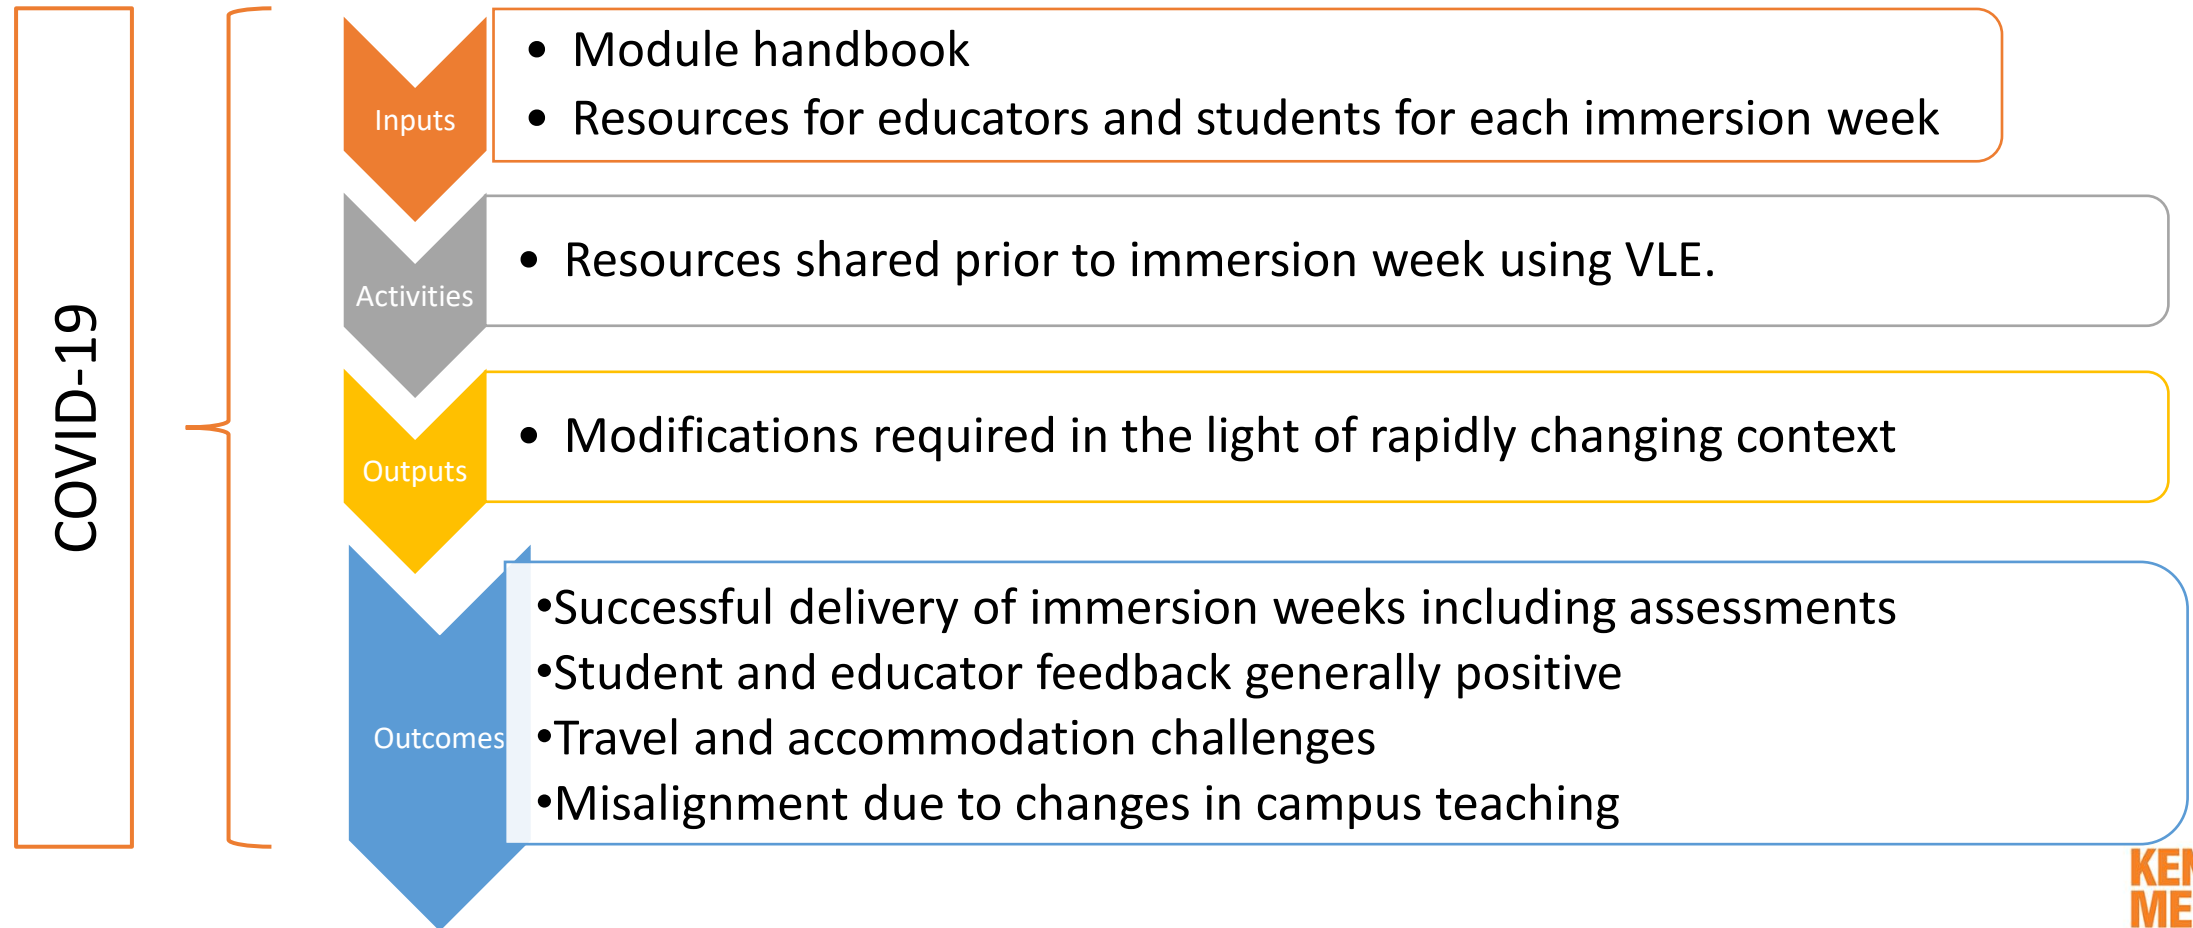 COVID-19
Inputs
• Module handbook
• Resources for educators and students for each immersion week
Activities
• Resources shared prior to immersion week using VLE.
Outputs
• Modifications required in the light of rapidly changing context
Outcomes
•Successful delivery of immersion weeks including assessments
•Student and educator feedback generally positive
•Travel and accommodation challenges
•Misalignment due to changes in campus teaching